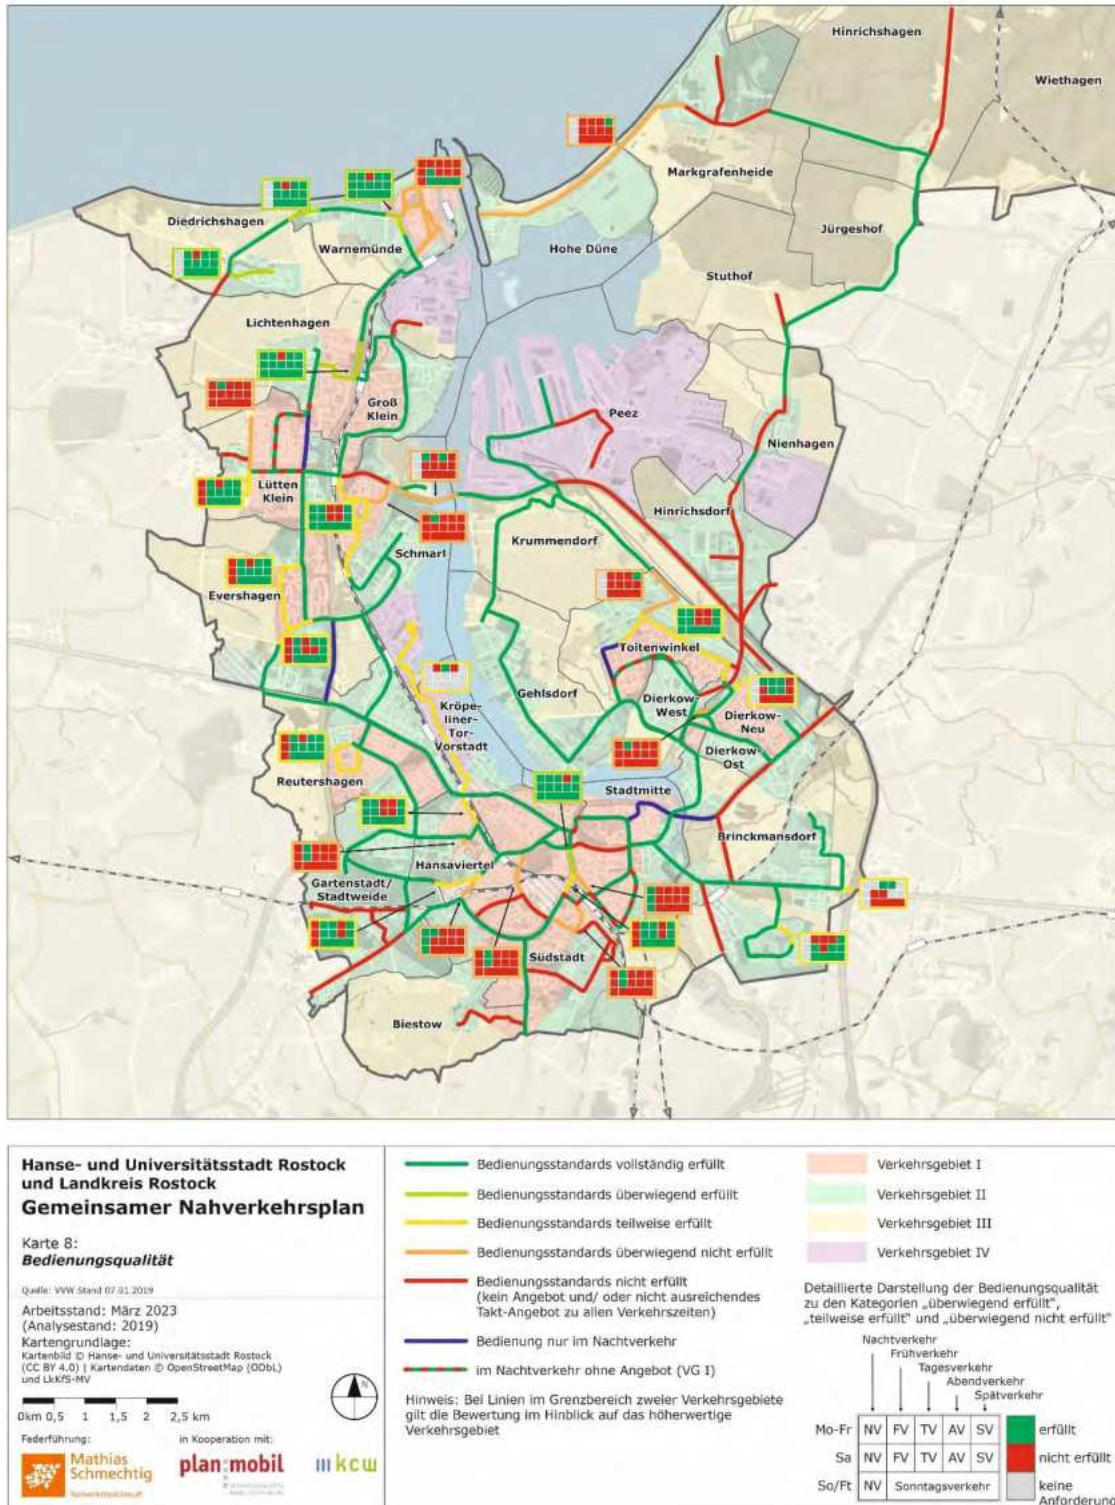 Hinrichshagen
Wiethagen
Markgrafenheide
Diedrichshagen
Jürgeshof
Warnemünde
Hohe Düne
Stuthof
Lichtenhagen
Groß
Klein
Peez
Nienhagen
Lütten
Klein
Hinrichsdorf
Krummendorf
Schmarl
Evershagen
Toitenwinkel
Gehlsdorf
Dierkow-
West
Kröpe-
liner-
Tor-
Vorstadt
Dierkow-
Neu
Dierkow-
Ost
Reutershagen
Stadtmitte
Brinckmansdorf
Hansaviertel
Gartenstadt/
Stadtweide
Südstadt
Biestow
Hanse- und Universitätsstadt Rostock
und Landkreis Rostock
Gemeinsamer Nahverkehrsplan
Karte 8:
Bedienungsqualität
Quelle: VVW Stand 07.01.2019
Arbeitsstand: März 2023
(Analysestand: 2019)
Kartengrundlage:
Kartenbild © Hanse- und Universitätsstadt Rostock
(CC BY 4.0) | Kartendaten © OpenStreetMap (ODbL)
und LkKfS-MV
0km 0,5 1 1,5 2 2,5 km
N
Federführung:
in Kooperation mit:
Mathias
Schmechtig
plan:mobil
kcw
Bedienungsstandards vollständig erfüllt
Bedienungsstandards überwiegend erfüllt
Bedienungsstandards teilweise erfüllt
Bedienungsstandards überwiegend nicht erfüllt
Bedienungsstandards nicht erfüllt
(kein Angebot und/ oder nicht ausreichendes
Takt-Angebot zu allen Verkehrszeiten)
Bedienung nur im Nachtverkehr
im Nachtverkehr ohne Angebot (VG I)
Hinweis: Bei Linien im Grenzbereich zweier Verkehrsgebiete
gilt die Bewertung im Hinblick auf das höherwertige
Verkehrsgebiet
Verkehrsgebiet I
Verkehrsgebiet II
Verkehrsgebiet III
Verkehrsgebiet IV
Detaillierte Darstellung der Bedienungsqualität
zu den Kategorien „überwiegend erfüllt",
„teilweise erfüllt" und „überwiegend nicht erfüllt"
Nachtverkehr
Frühverkehr
Tagesverkehr
Abendverkehr
Spätverkehr
Mo-Fr NV FV TV AV SV erfüllt
Sa NV FV TV AV SV nicht erfüllt
So/Ft NV Sonntagsverkehr keine
Anforderung